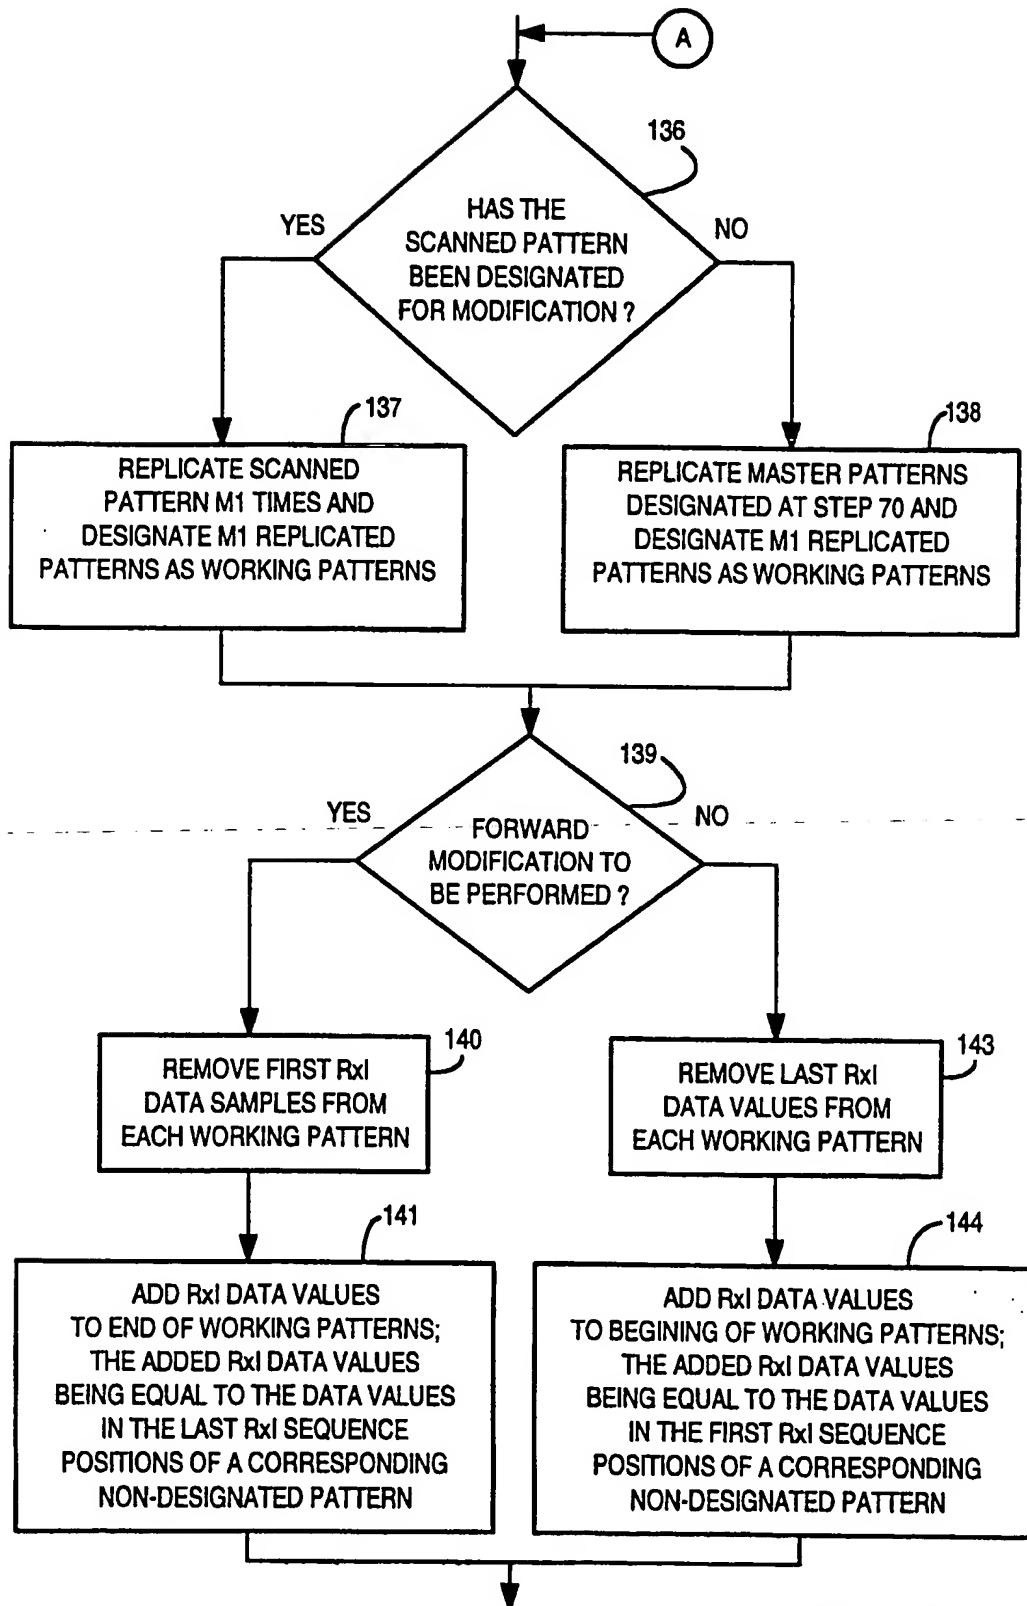 A
136
YES
HAS THE
SCANNED PATTERN
BEEN DESIGNATED
FOR MODIFICATION ?
NO
137
138
REPLICATE SCANNED
PATTERN M1 TIMES AND
DESIGNATE M1 REPLICATED
PATTERNS AS WORKING PATTERNS
REPLICATE MASTER PATTERNS
DESIGNATED AT STEP 70 AND
DESIGNATE M1 REPLICATED
PATTERNS AS WORKING PATTERNS
139
YES
NO
FORWARD
MODIFICATION TO
BE PERFORMED ?
140
143
REMOVE FIRST RxI
DATA SAMPLES FROM
EACH WORKING PATTERN
REMOVE LAST RxI
DATA VALUES FROM
EACH WORKING PATTERN
141
144
ADD RxI DATA VALUES
TO END OF WORKING PATTERNS;
THE ADDED RxI DATA VALUES
BEING EQUAL TO THE DATA VALUES
IN THE LAST RxI SEQUENCE
POSITIONS OF A CORRESPONDING
NON-DESIGNATED PATTERN
ADD RxI DATA VALUES
TO BEGINING OF WORKING PATTERNS;
THE ADDED RxI DATA VALUES
BEING EQUAL TO THE DATA VALUES
IN THE FIRST RxI SEQUENCE
POSITIONS OF A CORRESPONDING
NON-DESIGNATED PATTERN